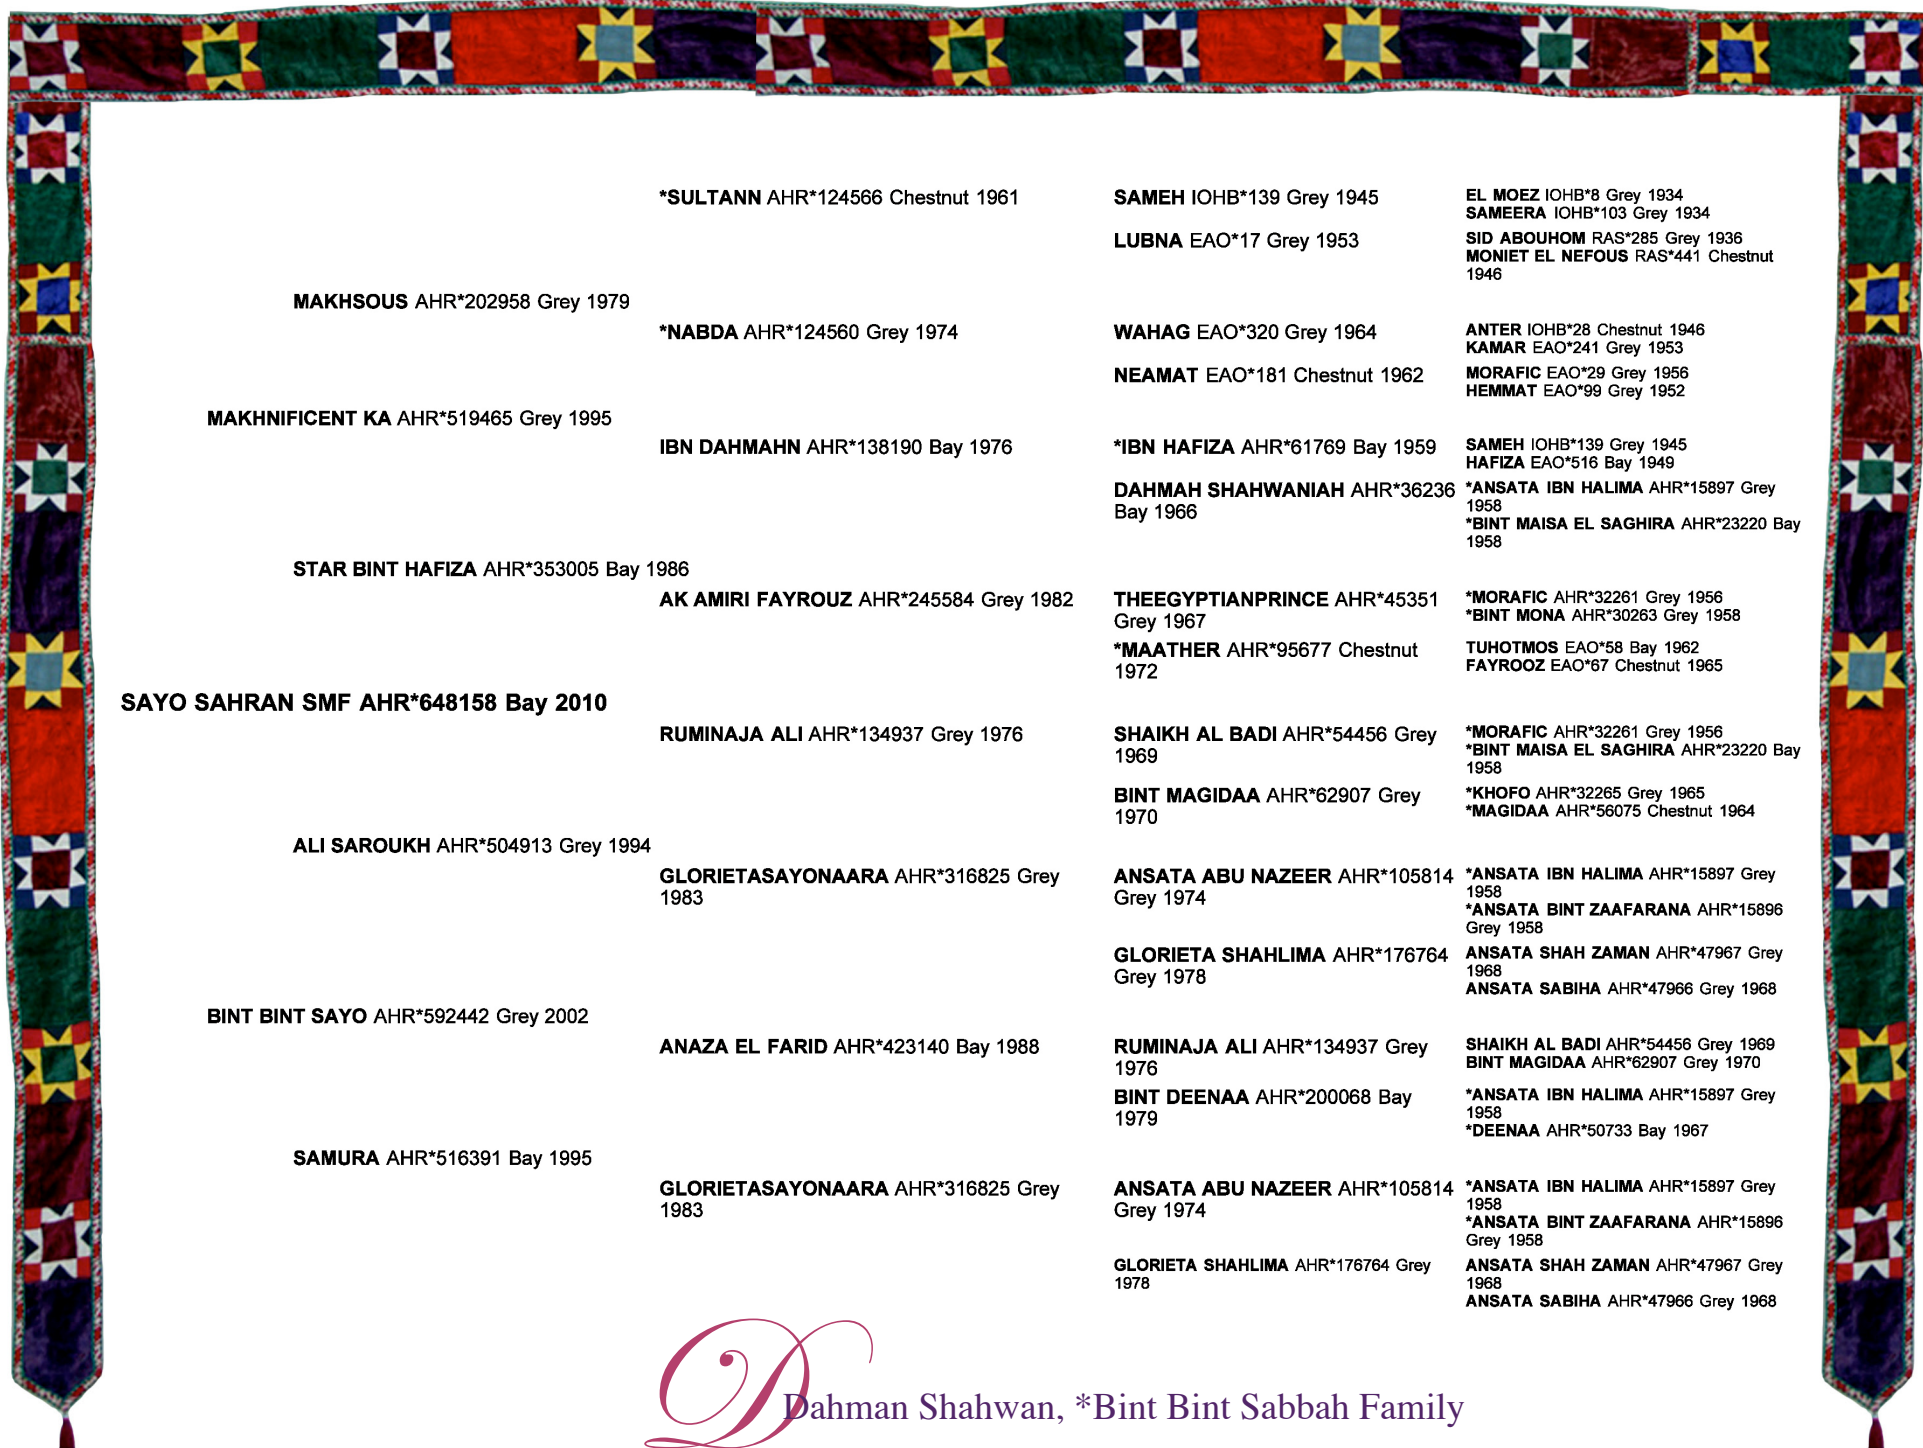 *SULTANN AHR*124566 Chestnut 1961
SAMEH IOHB*139 Grey 1945
EL MOEZ IOHB*8 Grey 1934
SAMEERA IOHB*103 Grey 1934
LUBNA EAO*17 Grey 1953
SID ABOUHOM RAS*285 Grey 1936
MONIET EL NEFOUS RAS*441 Chestnut
1946
MAKHSOUS AHR*202958 Grey 1979
*NABDA AHR*124560 Grey 1974
WAHAG EAO*320 Grey 1964
ANTER IOHB*28 Chestnut 1946
KAMAR EAO*241 Grey 1953
NEAMAT EAO*181 Chestnut 1962
MORAFIC EAO*29 Grey 1956
HEMMAT EAO*99 Grey 1952
MAKHNIFICENT KA AHR*519465 Grey 1995
IBN DAHMAHN AHR*138190 Bay 1976
*IBN HAFIZA AHR*61769 Bay 1959
SAMEH IOHB*139 Grey 1945
HAFIZA EAO*516 Bay 1949
DAHMAH SHAHWANIAH AHR*36236
Bay 1966
*ANSATA IBN HALIMA AHR*15897 Grey
1958
*BINT MAISA EL SAGHIRA AHR*23220 Bay
1958
STAR BINT HAFIZA AHR*353005 Bay 1986
AK AMIRI FAYROUZ AHR*245584 Grey 1982
THEEGYPTIANPRINCE AHR*45351
Grey 1967
*MORAFIC AHR*32261 Grey 1956
*BINT MONA AHR*30263 Grey 1958
*MAATHER AHR*95677 Chestnut
1972
TUHOTMOS EAO*58 Bay 1962
FAYROOZ EAO*67 Chestnut 1965
SAYO SAHRAN SMF AHR*648158 Bay 2010
RUMINAJA ALI AHR*134937 Grey 1976
SHAIKH AL BADI AHR*54456 Grey
1969
*MORAFIC AHR*32261 Grey 1956
*BINT MAISA EL SAGHIRA AHR*23220 Bay
1958
BINT MAGIDAA AHR*62907 Grey
1970
*KHOFO AHR*32265 Grey 1965
*MAGIDAA AHR*56075 Chestnut 1964
ALI SAROUKH AHR*504913 Grey 1994
GLORIETASAYONAARA AHR*316825 Grey
1983
ANSATA ABU NAZEER AHR*105814
Grey 1974
*ANSATA IBN HALIMA AHR*15897 Grey
1958
*ANSATA BINT ZAAFARANA AHR*15896
Grey 1958
GLORIETA SHAHLIMA AHR*176764
Grey 1978
ANSATA SHAH ZAMAN AHR*47967 Grey
1968
ANSATA SABIHA AHR*47966 Grey 1968
BINT BINT SAYO AHR*592442 Grey 2002
ANAZA EL FARID AHR*423140 Bay 1988
RUMINAJA ALI AHR*134937 Grey
1976
SHAIKH AL BADI AHR*54456 Grey 1969
BINT MAGIDAA AHR*62907 Grey 1970
BINT DEENAA AHR*200068 Bay
1979
*ANSATA IBN HALIMA AHR*15897 Grey
1958
*DEENAA AHR*50733 Bay 1967
SAMURA AHR*516391 Bay 1995
GLORIETASAYONAARA AHR*316825 Grey
1983
ANSATA ABU NAZEER AHR*105814
Grey 1974
*ANSATA IBN HALIMA AHR*15897 Grey
1958
*ANSATA BINT ZAAFARANA AHR*15896
Grey 1958
GLORIETA SHAHLIMA AHR*176764 Grey
1978
ANSATA SHAH ZAMAN AHR*47967 Grey
1968
ANSATA SABIHA AHR*47966 Grey 1968
D
Dahman Shahwan, *Bint Bint Sabbah Family